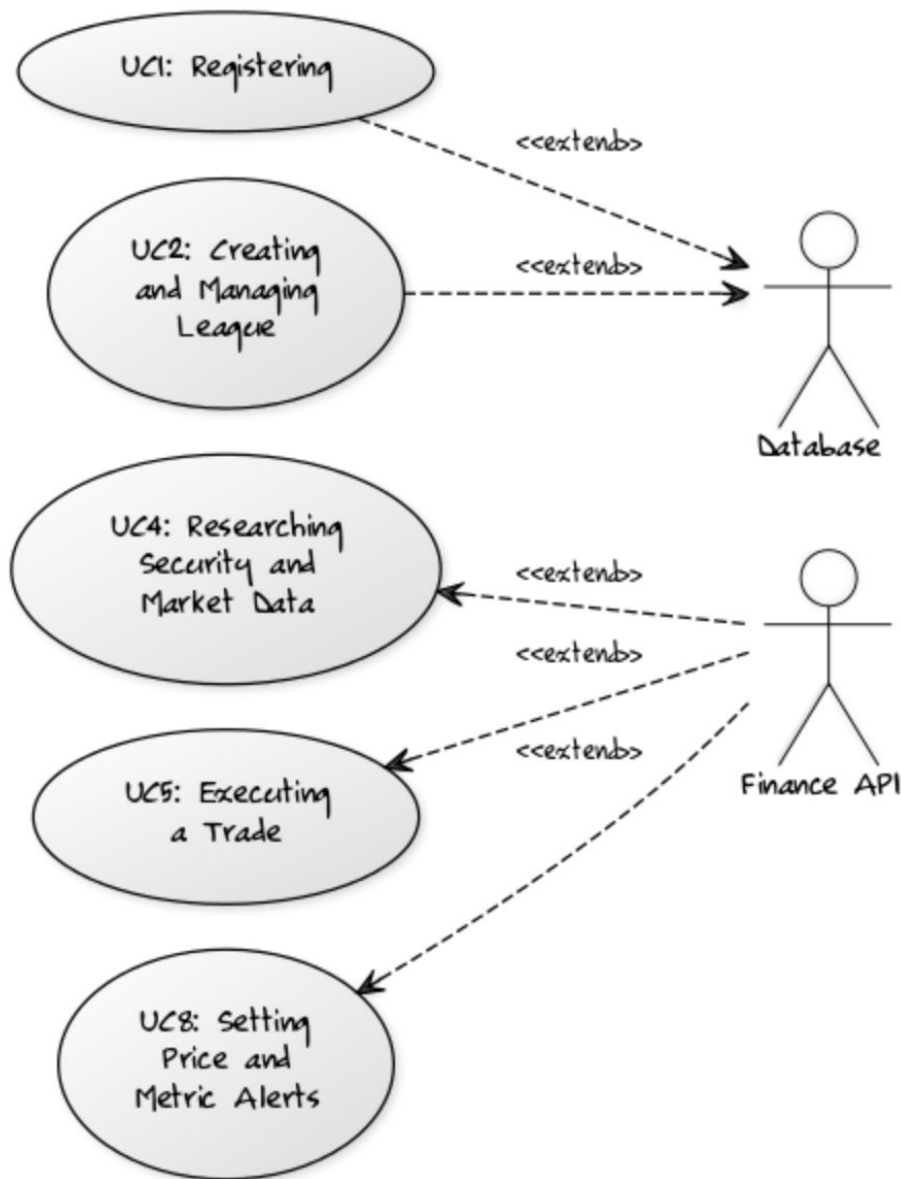 UC1: Registering
<<extend>>
UC2: Creating
and Managing
League
<<extend>>
Database
UC4: Researching
Security and
Market Data
<<extend>>
<<extend>>
<<extend>>
Finance API
UC5: Executing
a Trade
UC8: Setting
Price and
Metric Alerts